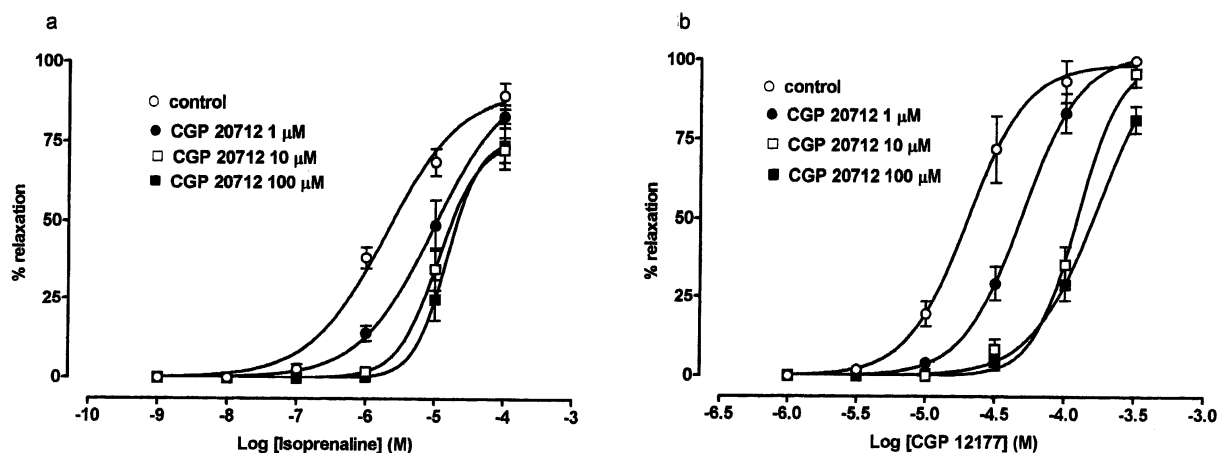 a
100
75
50
25
0
% relaxation
control
CGP 20712 1 µM
CGP 20712 10 µM
CGP 20712 100 µM
-10 -9 -8 -7 -6 -5 -4 -3
Log [Isoprenaline] (M)
b
100
75
50
25
0
% relaxation
control
CGP 20712 1 µM
CGP 20712 10 µM
CGP 20712 100 µM
-6.5 -6.0 -5.5 -5.0 -4.5 -4.0 -3.5 -3.0
Log [CGP 12177] (M)